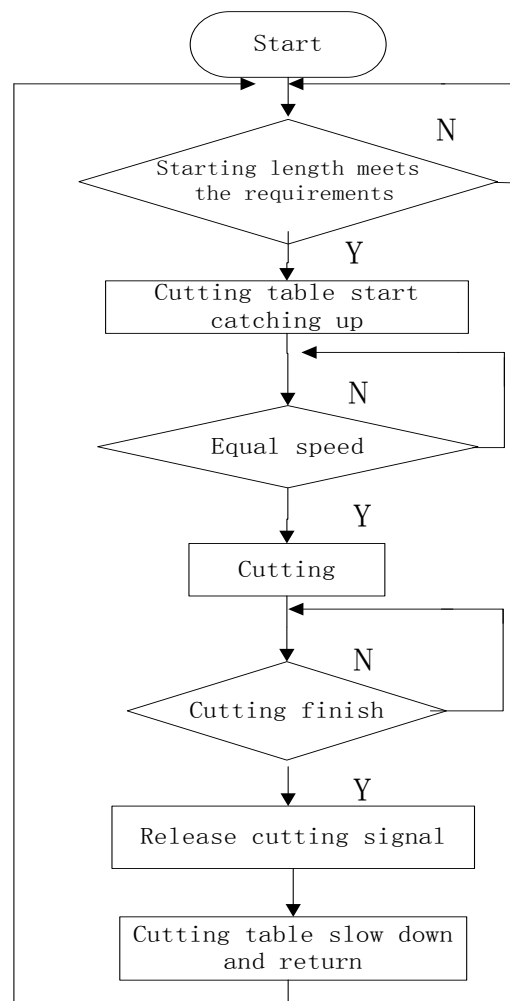 Start
N
Starting length meets
the requirements
Y
Cutting table start
catching up
N
Equal speed
Y
Cutting
N
Cutting finish
Y
Release cutting signal
Cutting table slow down
and return